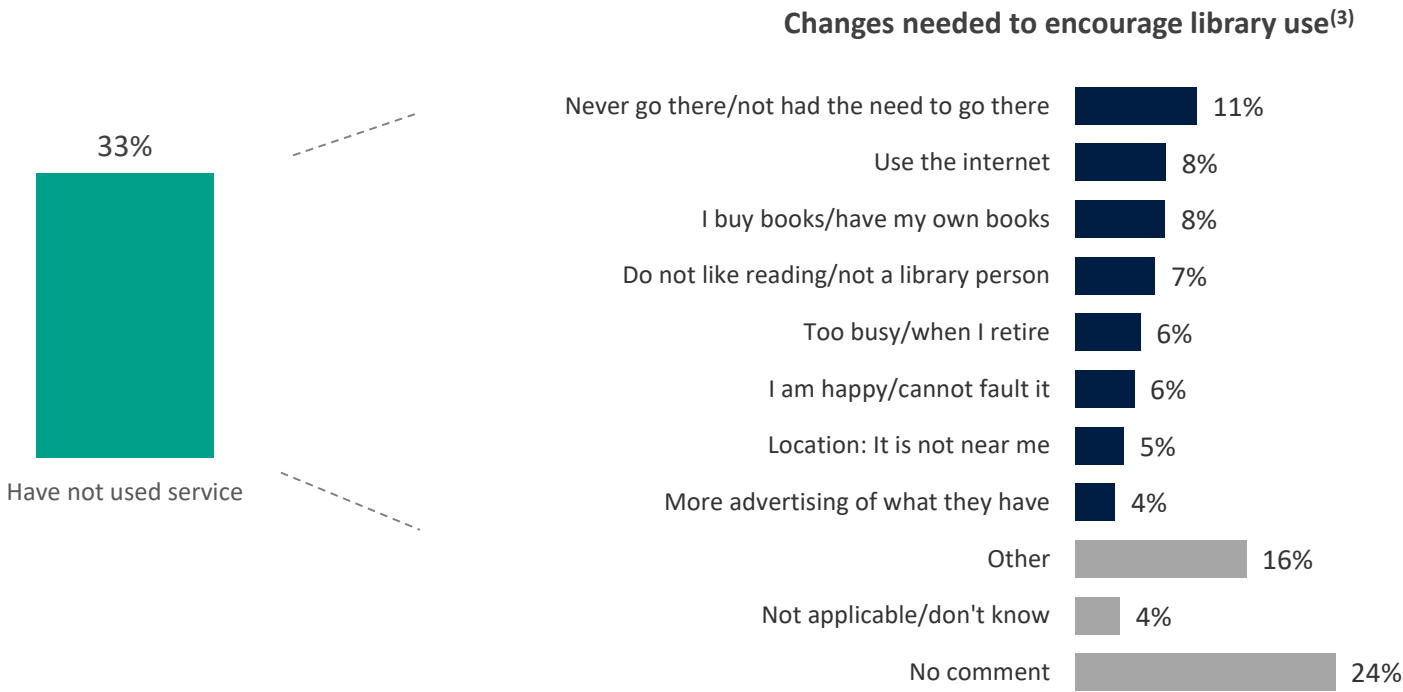 Changes needed to encourage library use(3)
33%
Have not used service
Never go there/not had the need to go there 11%
Use the internet 8%
I buy books/have my own books 8%
Do not like reading/not a library person 7%
Too busy/when I retire 6%
I am happy/cannot fault it 6%
Location: It is not near me 5%
More advertising of what they have 4%
Other 16%
Not applicable/don't know 4%
No comment 24%